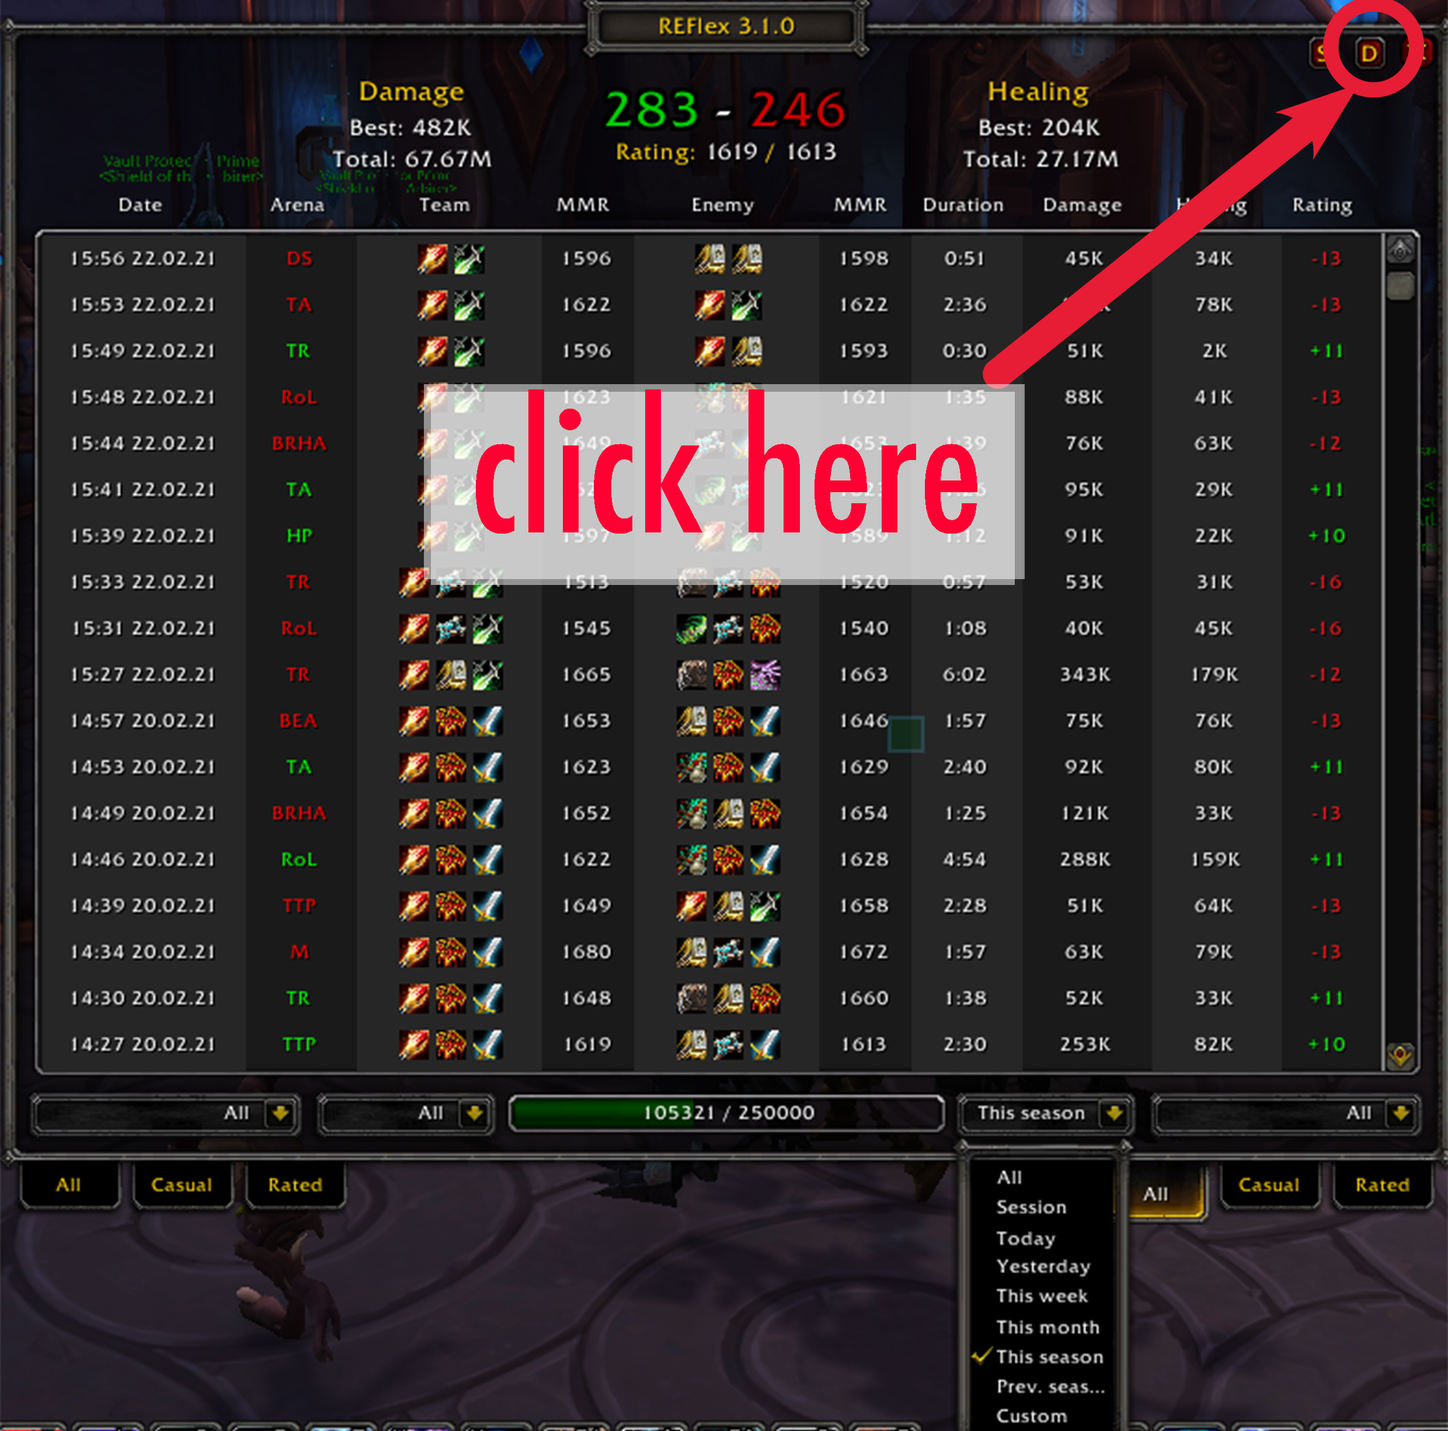 REFlex 3.1.0
S D
Damage 283 - 246 Healing
Best: 482K Best: 204K
Total: 67.67M Rating: 1619 / 1613 Total: 27.17M
Vault Protec Prime
<Shield of th biter>
Date Arena Team MMR Enemy MMR Duration Damage H ng Rating
15:56 22.02.21 DS 1596 1598 0:51 45K 34K -13
15:53 22.02.21 TA 1622 1622 2:36 K 78K -13
15:49 22.02.21 TR 1596 1593 0:30 51K 2K +11
15:48 22.02.21 RoL 1623 1621 1:35 88K 41K -13
15:44 22.02.21 BRHA 1649 1653 1:39 76K 63K -12
15:41 22.02.21 TA 95K 29K +11
15:39 22.02.21 HP 1597 1589 1:12 91K 22K +10
click here
15:33 22.02.21 TR 1513 1520 0:57 53K 31K -16
15:31 22.02.21 RoL 1545 1540 1:08 40K 45K -16
15:27 22.02.21 TR 1665 1663 6:02 343K 179K -12
14:57 20.02.21 BEA 1653 1646 1:57 75K 76K -13
14:53 20.02.21 TA 1623 1629 2:40 92K 80K +11
14:49 20.02.21 BRHA 1652 1654 1:25 121K 33K -13
14:46 20.02.21 RoL 1622 1628 4:54 288K 159K +11
14:39 20.02.21 TTP 1649 1658 2:28 51K 64K -13
14:34 20.02.21 M 1680 1672 1:57 63K 79K -13
14:30 20.02.21 TR 1648 1660 1:38 52K 33K +11
14:27 20.02.21 TTP 1619 1613 2:30 253K 82K +10
All All 105321 / 250000 This season All
All Casual Rated All Casual Rated
All
Session
Today
Yesterday
This week
This month
This season
Prev. seas...
Custom